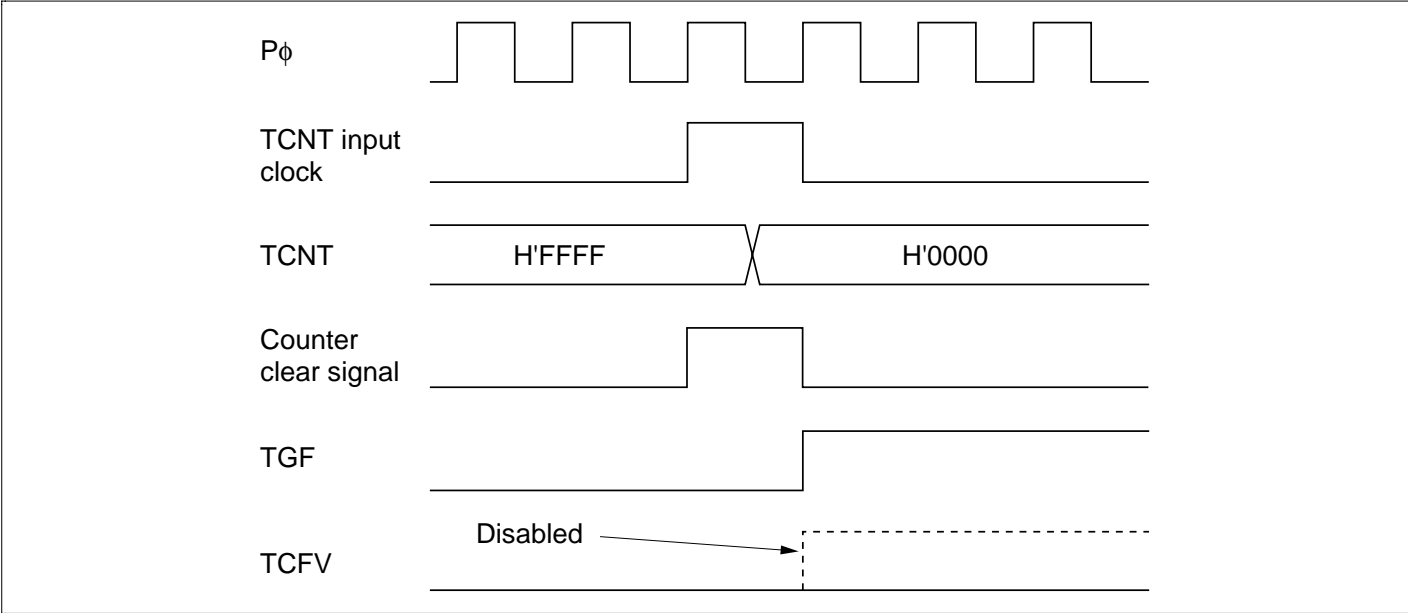 Pϕ
TCNT input
clock
TCNT
H'FFFF
H'0000
Counter
clear signal
TGF
Disabled
TCFV